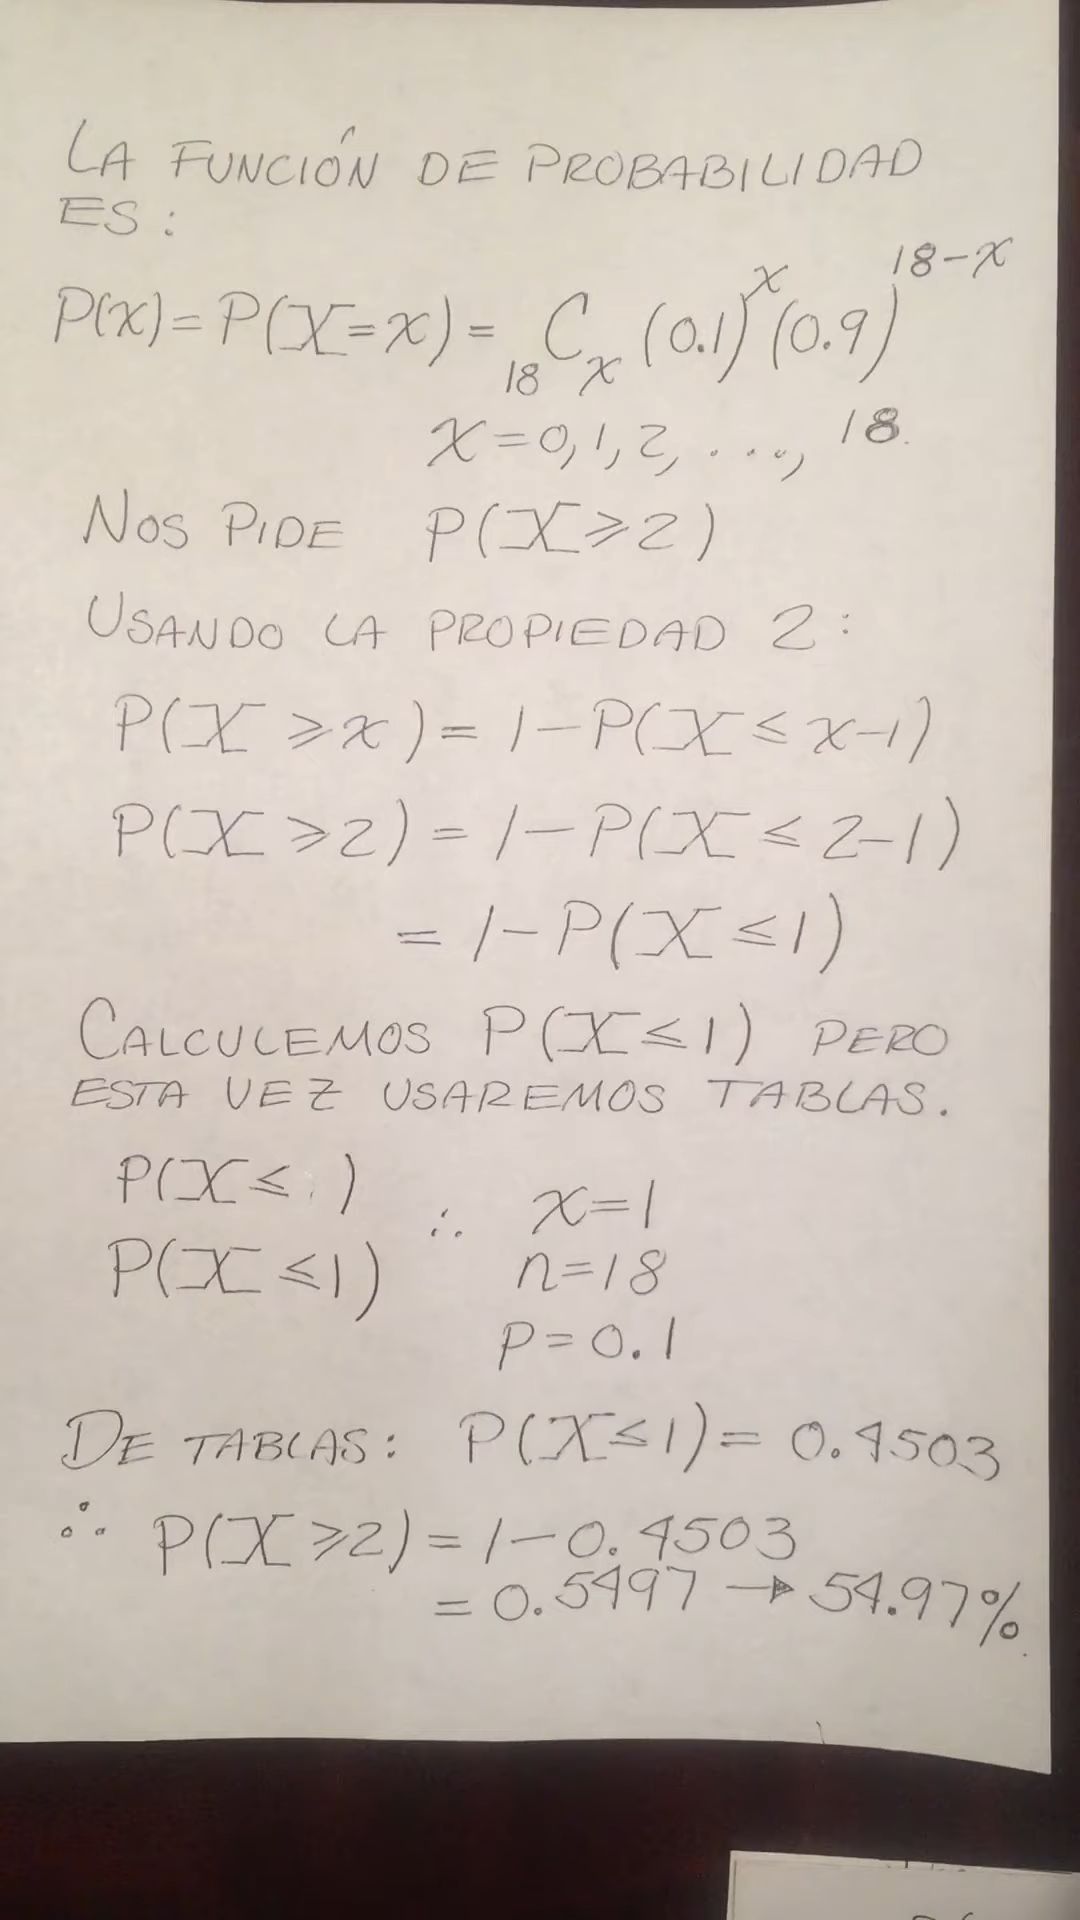 LA FUNCIÓN DE PROBABILIDAD
ES:
P(x) = P(X=x) = ₁₈Cₓ (0.1)^x (0.9)^18-x
x = 0, 1, 2, ...., 18.
NOS PIDE P(X ≥ 2)
USANDO LA PROPIEDAD 2:
P(X ≥ x) = 1 - P(X ≤ x-1)
P(X ≥ 2) = 1 - P(X ≤ 2-1)
= 1 - P(X ≤ 1)
CALCULEMOS P(X ≤ 1) PERO
ESTA VEZ USAREMOS TABLAS.
P(X ≤ )
∴ x = 1
P(X ≤ 1)
n = 18
p = 0.1
DE TABLAS: P(X ≤ 1) = 0.4503
∴ P(X ≥ 2) = 1 - 0.4503
= 0.5497 → 54.97%